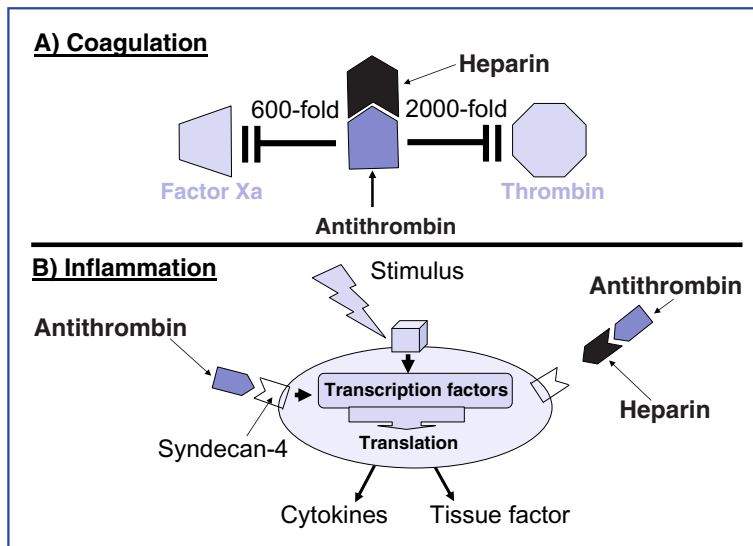 A) Coagulation
Heparin
600-fold
2000-fold
Factor Xa
Thrombin
Antithrombin
B) Inflammation
Stimulus
Antithrombin
Antithrombin
Transcription factors
Heparin
Syndecan-4
Translation
Cytokines
Tissue factor